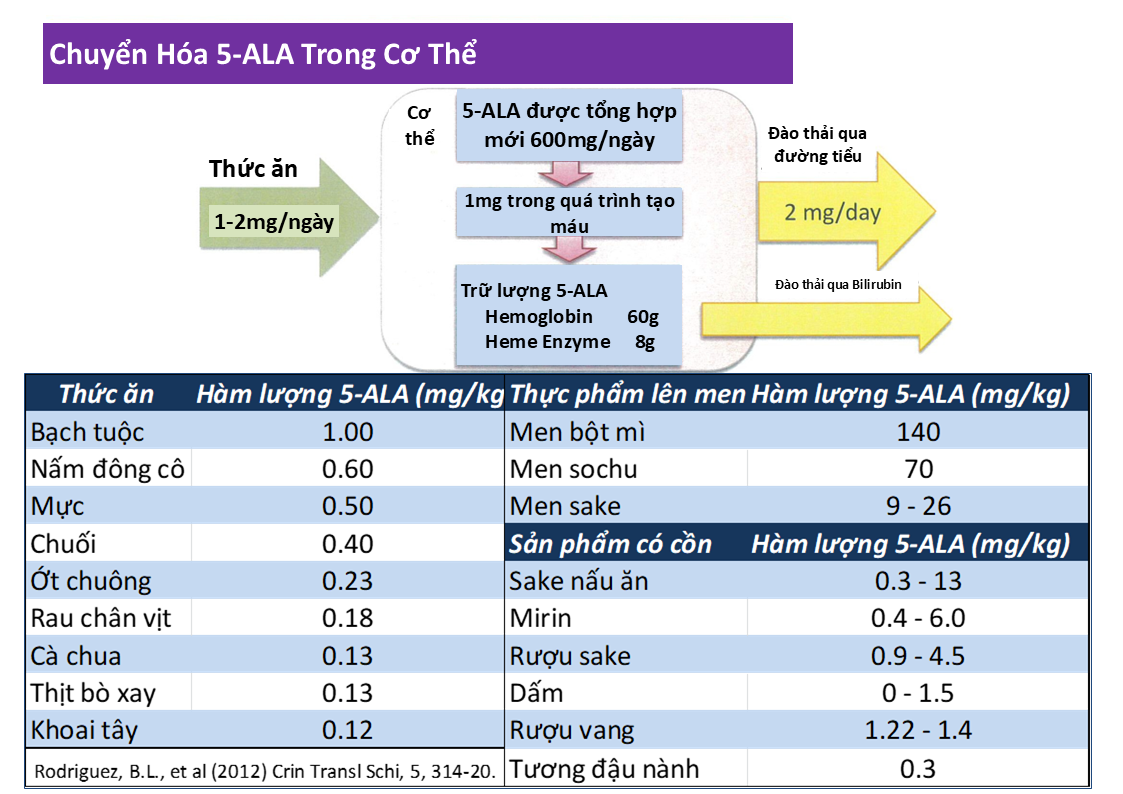 Chuyển Hóa 5-ALA Trong Cơ Thể
Thức ăn
1-2mg/ngày
Cơ
thể
5-ALA được tổng hợp
mới 600mg/ngày
1mg trong quá trình tạo
máu
Trữ lượng 5-ALA
Hemoglobin 60g
Heme Enzyme 8g
Đào thải qua
đường tiểu
2 mg/day
Đào thải qua Bilirubin
Thức ăn Hàm lượng 5-ALA (mg/kg
Bạch tuộc 1.00
Nấm đông cô 0.60
Mực 0.50
Chuối 0.40
Ớt chuông 0.23
Rau chân vịt 0.18
Cà chua 0.13
Thịt bò xay 0.13
Khoai tây 0.12
Rodriguez, B.L., et al (2012) Crin Transl Schi, 5, 314-20.
Thực phẩm lên men Hàm lượng 5-ALA (mg/kg)
Men bột mì 140
Men sochu 70
Men sake 9 - 26
Sản phẩm có cồn Hàm lượng 5-ALA (mg/kg)
Sake nấu ăn 0.3 - 13
Mirin 0.4 - 6.0
Rượu sake 0.9 - 4.5
Dấm 0 - 1.5
Rượu vang 1.22 - 1.4
Tương đậu nành 0.3